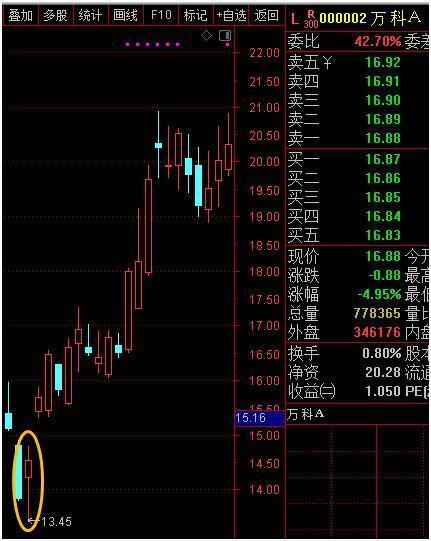 叠加 多股 统计 画线 F10 标记 +自选 返回
L R 300 000002 万科A
委比 42.70% 委差
卖五 ¥ 16.92
卖四 16.91
卖三 16.90
卖二 16.89
卖一 16.88
买一 16.87
买二 16.86
买三 16.85
买四 16.84
买五 16.83
现价 16.88 今开
涨跌 -0.88 最高
涨幅 -4.95% 最低
总量 778365 量比
外盘 346176 内盘
换手 0.80% 股本
净资 20.28 流通
收益㈡ 1.050 PE(
万科A
22.00
21.50
21.00
20.50
20.00
19.50
19.00
18.50
18.00
17.50
17.00
16.50
16.00
15.50
15.16
15.00
14.50
14.00
13.45